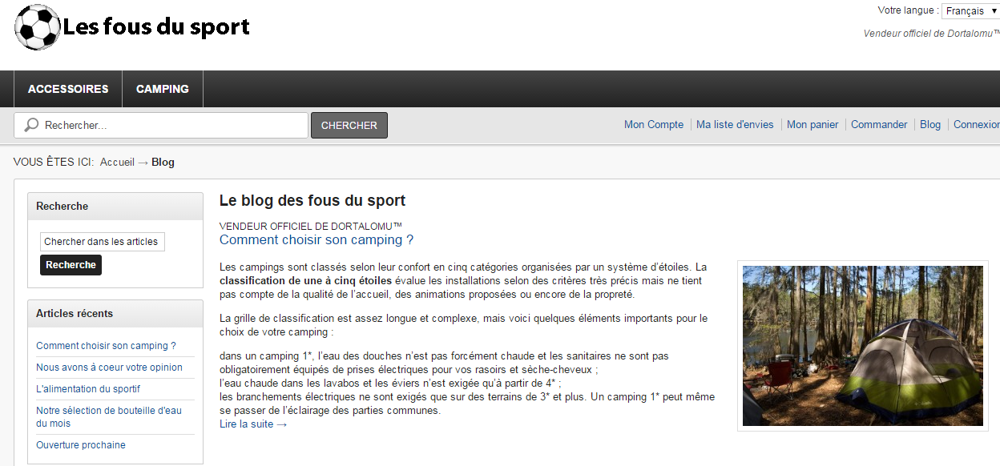 Les fous du sport
Votre langue : Français
Vendeur officiel de Dortalomu™
ACCESSOIRES
CAMPING
Rechercher...
CHERCHER
Mon Compte
Ma liste d'envies
Mon panier
Commander
Blog
Connexion
VOUS ÊTES ICI: Accueil → Blog
Recherche
Chercher dans les articles
Recherche
Articles récents
Comment choisir son camping ?
Nous avons à coeur votre opinion
L'alimentation du sportif
Notre sélection de bouteille d'eau
du mois
Ouverture prochaine
Le blog des fous du sport
VENDEUR OFFICIEL DE DORTALOMU™
Comment choisir son camping ?
Les campings sont classés selon leur confort en cinq catégories organisées par un système d’étoiles. La
classification de une à cinq étoiles évalue les installations selon des critères très précis mais ne tient
pas compte de la qualité de l’accueil, des animations proposées ou encore de la propreté.
La grille de classification est assez longue et complexe, mais voici quelques éléments importants pour le
choix de votre camping :
dans un camping 1*, l’eau des douches n’est pas forcément chaude et les sanitaires ne sont pas
obligatoirement équipés de prises électriques pour vos rasoirs et sèche-cheveux ;
l’eau chaude dans les lavabos et les éviers n’est exigée qu’à partir de 4* ;
les branchements électriques ne sont exigés que sur des terrains de 3* et plus. Un camping 1* peut même
se passer de l’éclairage des parties communes.
Lire la suite →